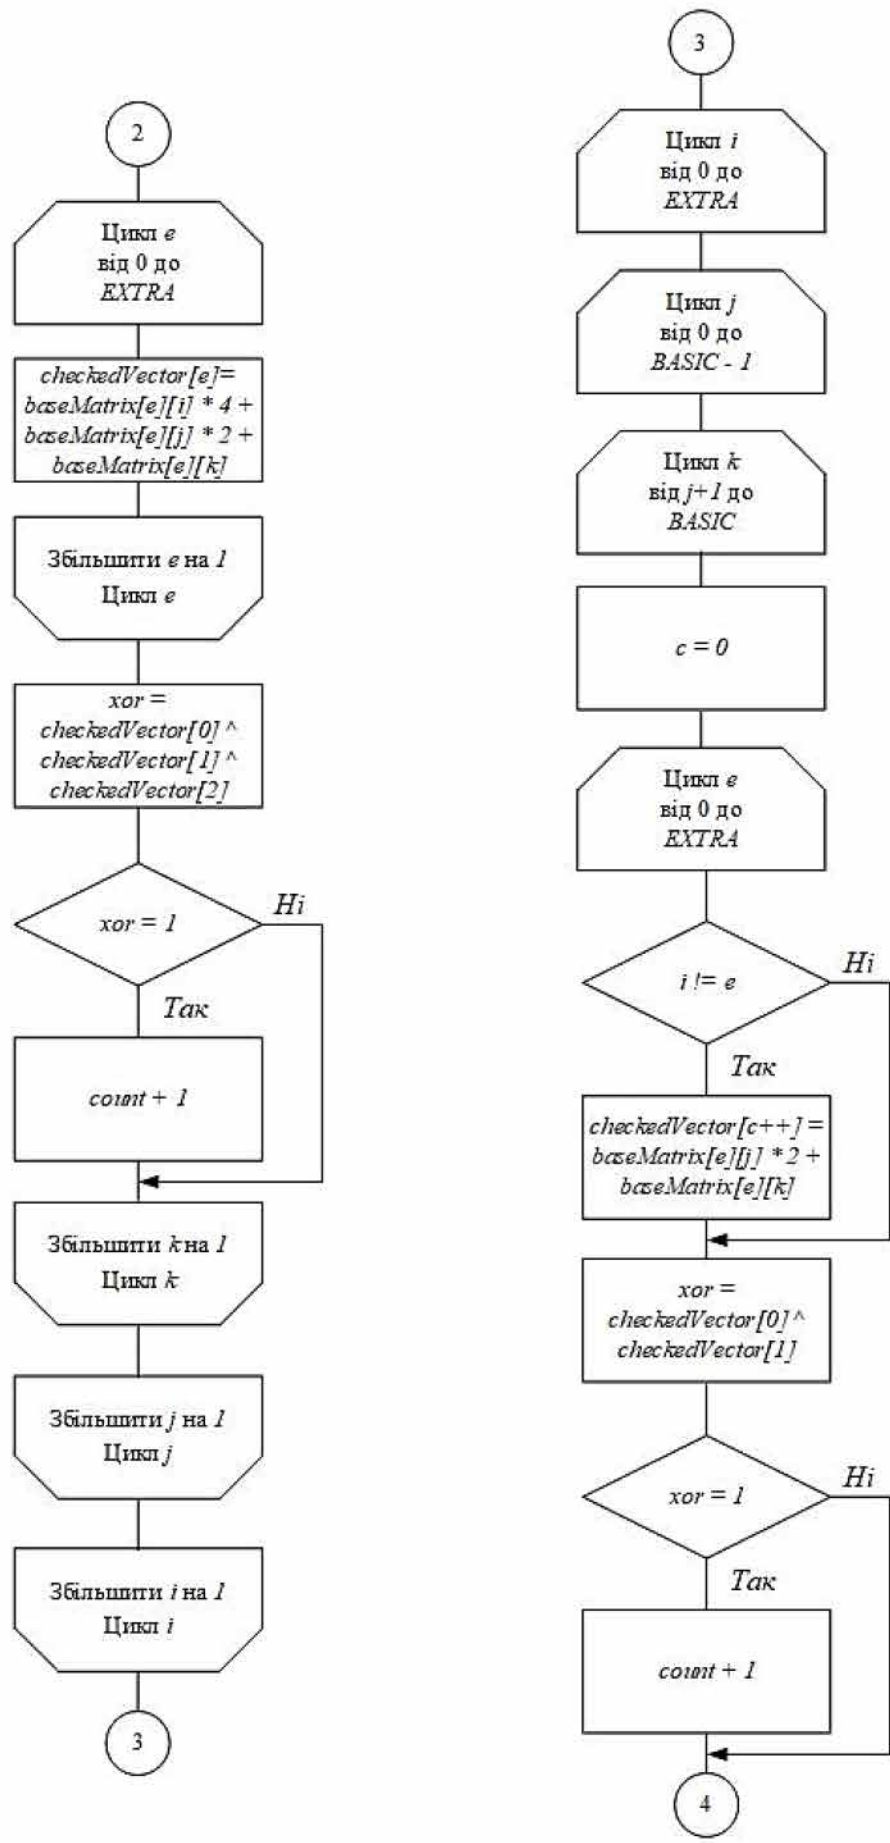 2
Цикл e
від 0 до
EXTRA
checkedVector[e]=
baseMatrix[e][i] * 4 +
baseMatrix[e][j] * 2 +
baseMatrix[e][k]
Збільшити e на 1
Цикл e
xor =
checkedVector[0] ^
checkedVector[1] ^
checkedVector[2]
xor = 1
Ні
Так
count + 1
Збільшити k на 1
Цикл k
Збільшити j на 1
Цикл j
Збільшити i на 1
Цикл i
3
3
Цикл i
від 0 до
EXTRA
Цикл j
від 0 до
BASIC - 1
Цикл k
від j+1 до
BASIC
c = 0
Цикл e
від 0 до
EXTRA
i != e
Ні
Так
checkedVector[c++] =
baseMatrix[e][j] * 2 +
baseMatrix[e][k]
xor =
checkedVector[0] ^
checkedVector[1]
xor = 1
Ні
Так
count + 1
4